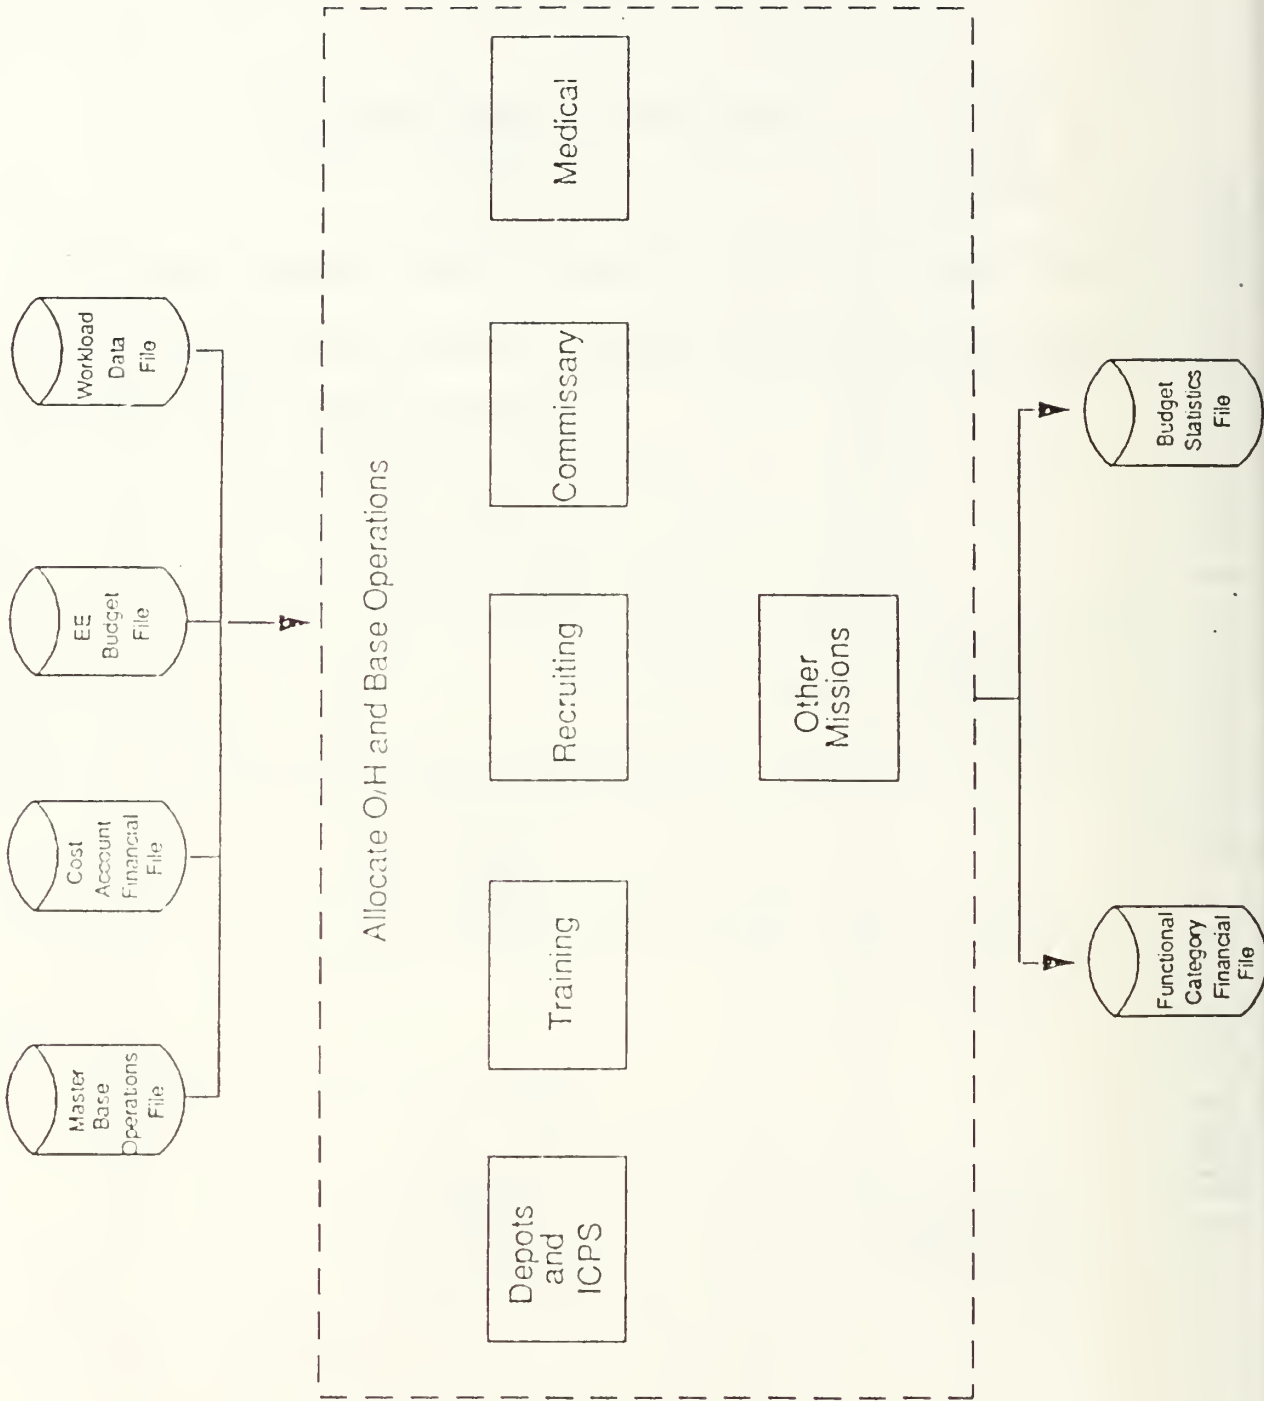 Master
Base
Operations
File
Cost
Account
Financial
File
EE
Budget
File
Workload
Data
File
Allocate O/H and Base Operations
Depots
and
ICPS
Training
Recruiting
Commissary
Medical
Other
Missions
Functional
Category
Financial
File
Budget
Statistics
File